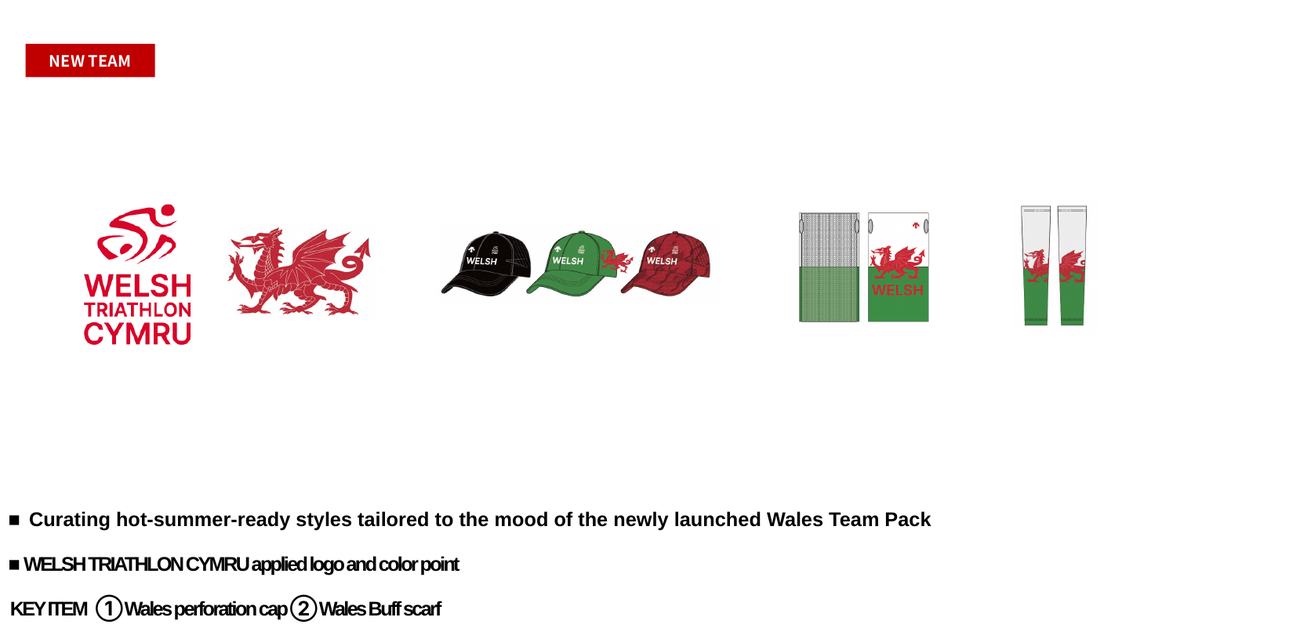 NEW TEAM
WELSH
TRIATHLON
CYMRU
WELSH
WELSH
WELSH
WELSH
■ Curating hot-summer-ready styles tailored to the mood of the newly launched Wales Team Pack
■ WELSH TRIATHLON CYMRU applied logo and color point
KEY ITEM ① Wales perforation cap ② Wales Buff scarf